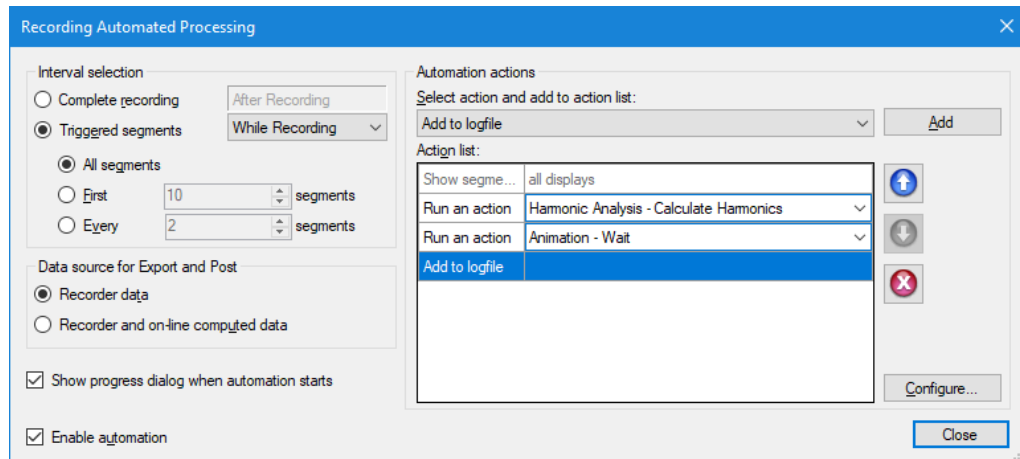 Recording Automated Processing
Interval selection
Complete recording
After Recording
Triggered segments
While Recording
All segments
First
10
segments
Every
2
segments
Data source for Export and Post
Recorder data
Recorder and on-line computed data
Show progress dialog when automation starts
Enable automation
Automation actions
Select action and add to action list:
Add to logfile
Add
Action list:
Show segme... all displays
Run an action Harmonic Analysis - Calculate Harmonics
Run an action Animation - Wait
Add to logfile
Configure...
Close